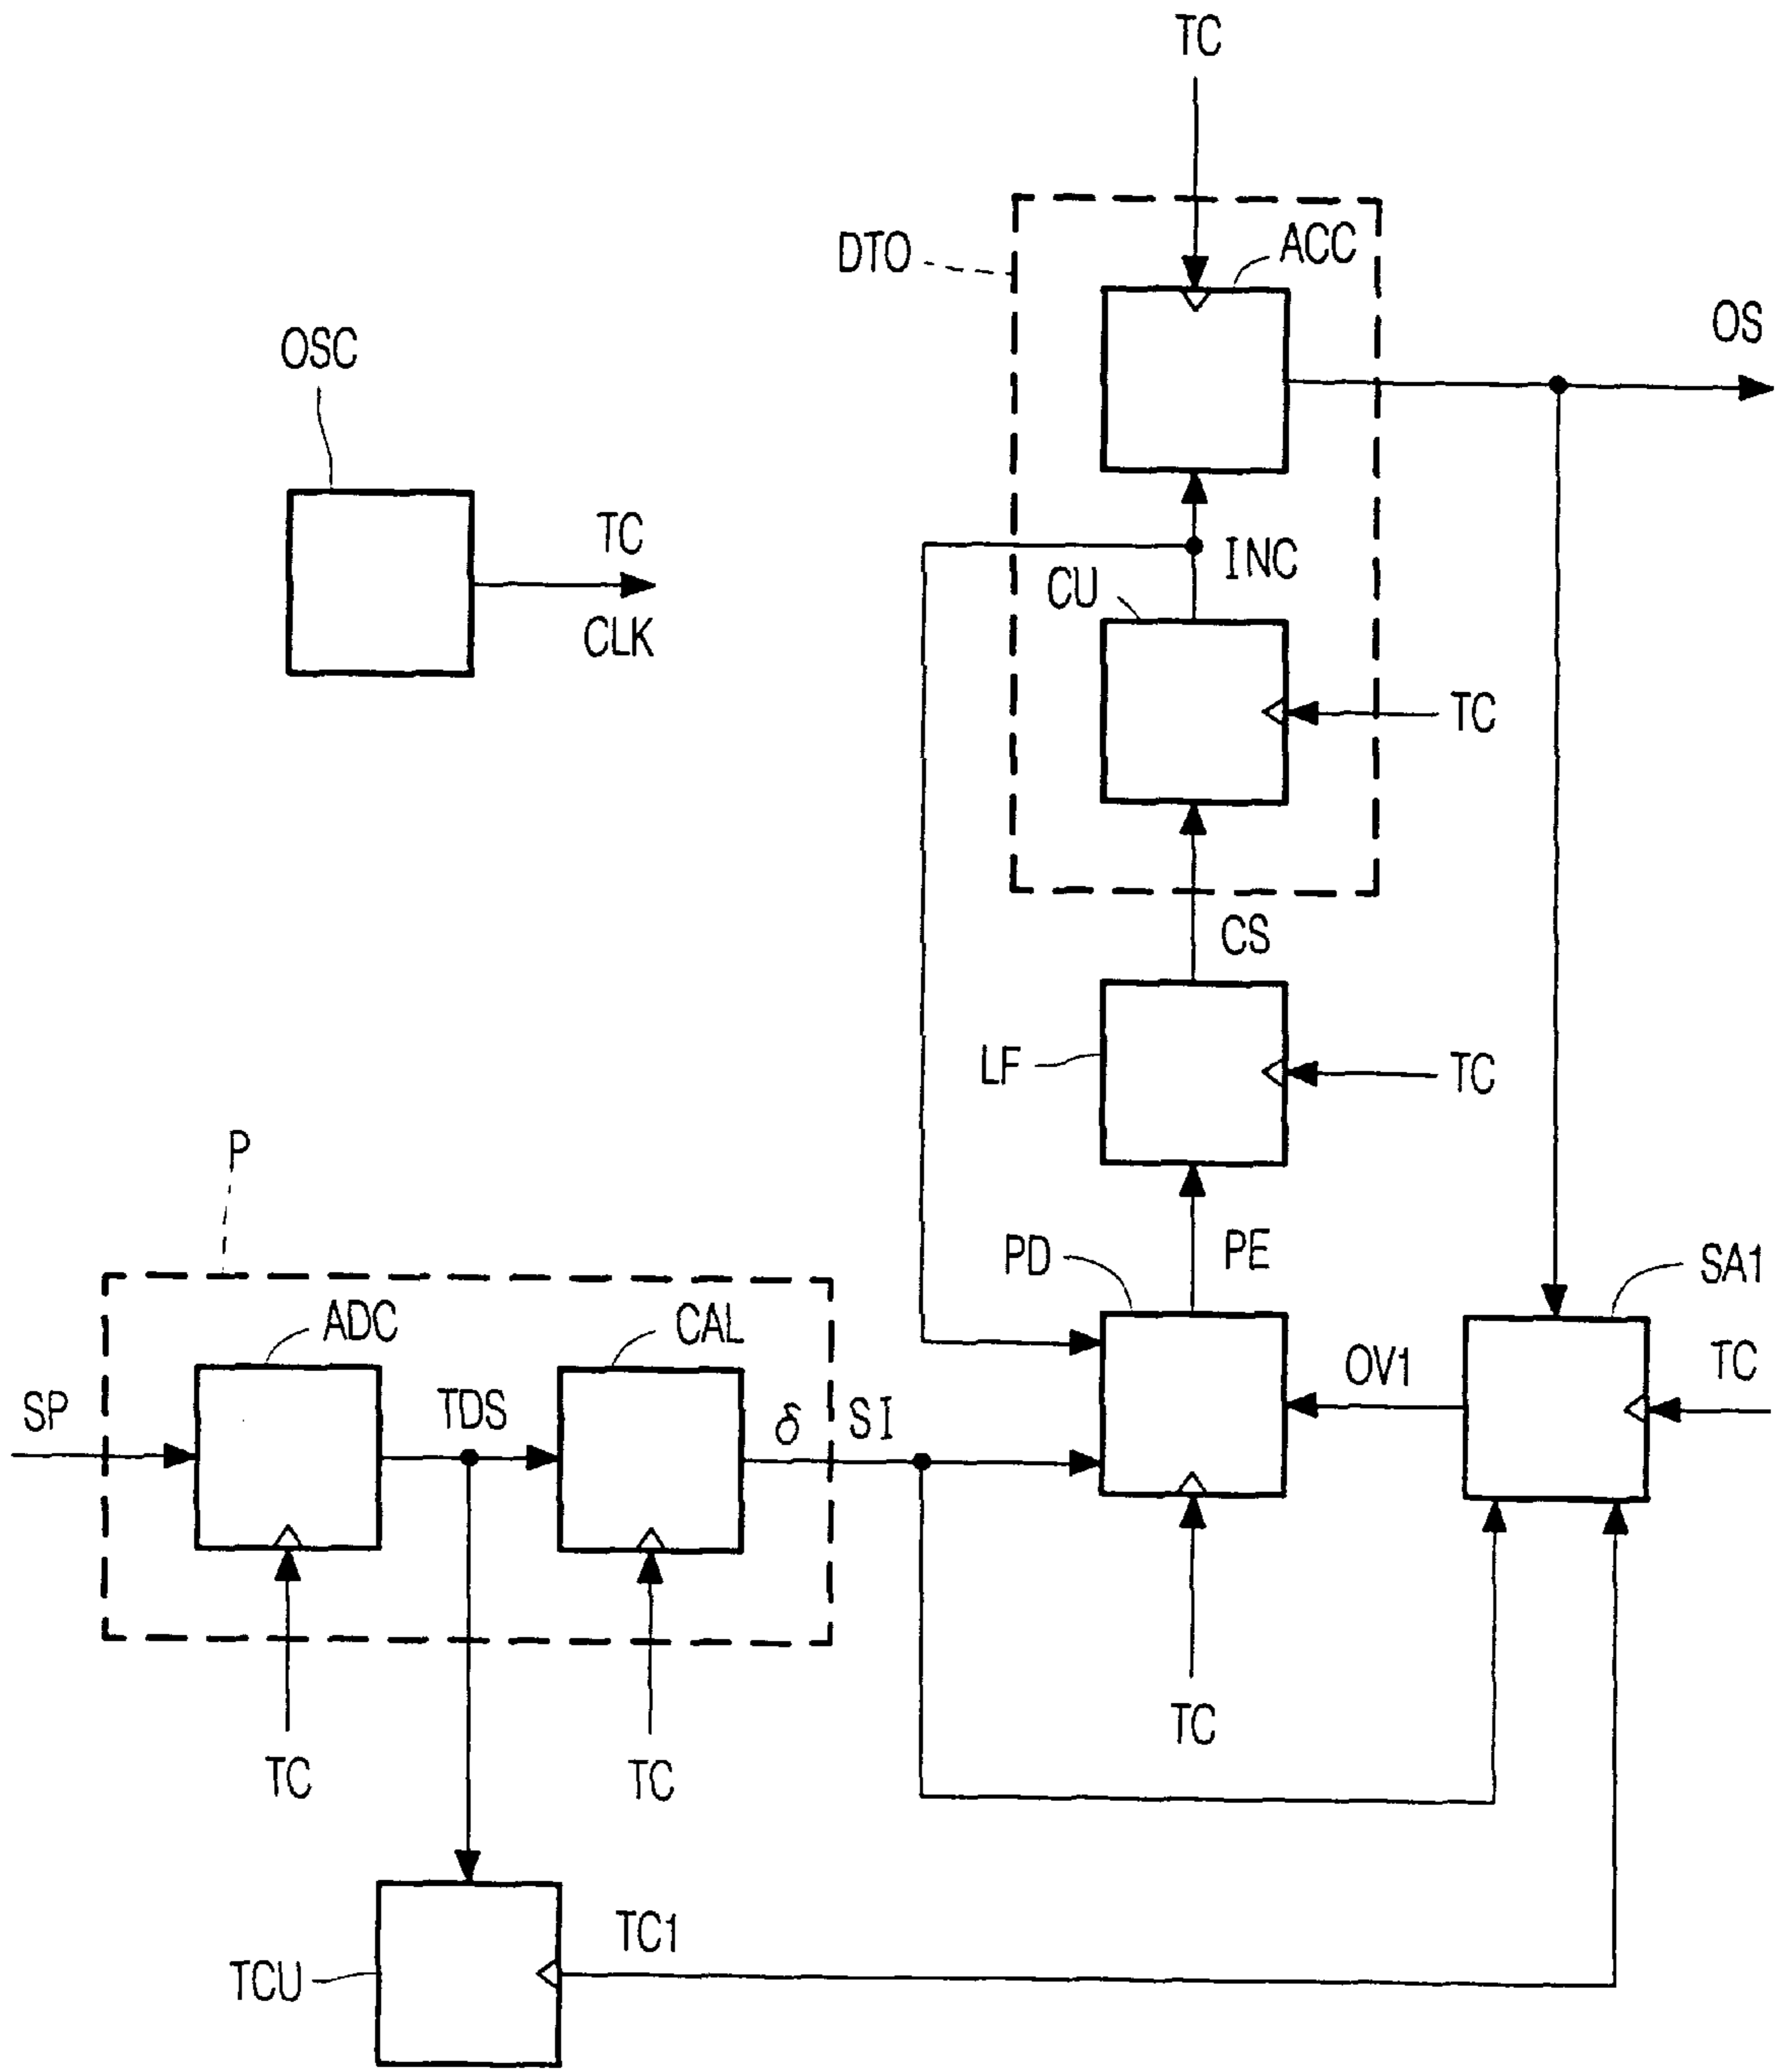 TC
DTO
ACC
OS
OSC
TC
CLK
INC
CU
TC
CS
LF
TC
P
PD
PE
SA1
ADC
CAL
SP
TDS
δ
SI
OV1
TC
TC
TC
TC
TC1
TCU